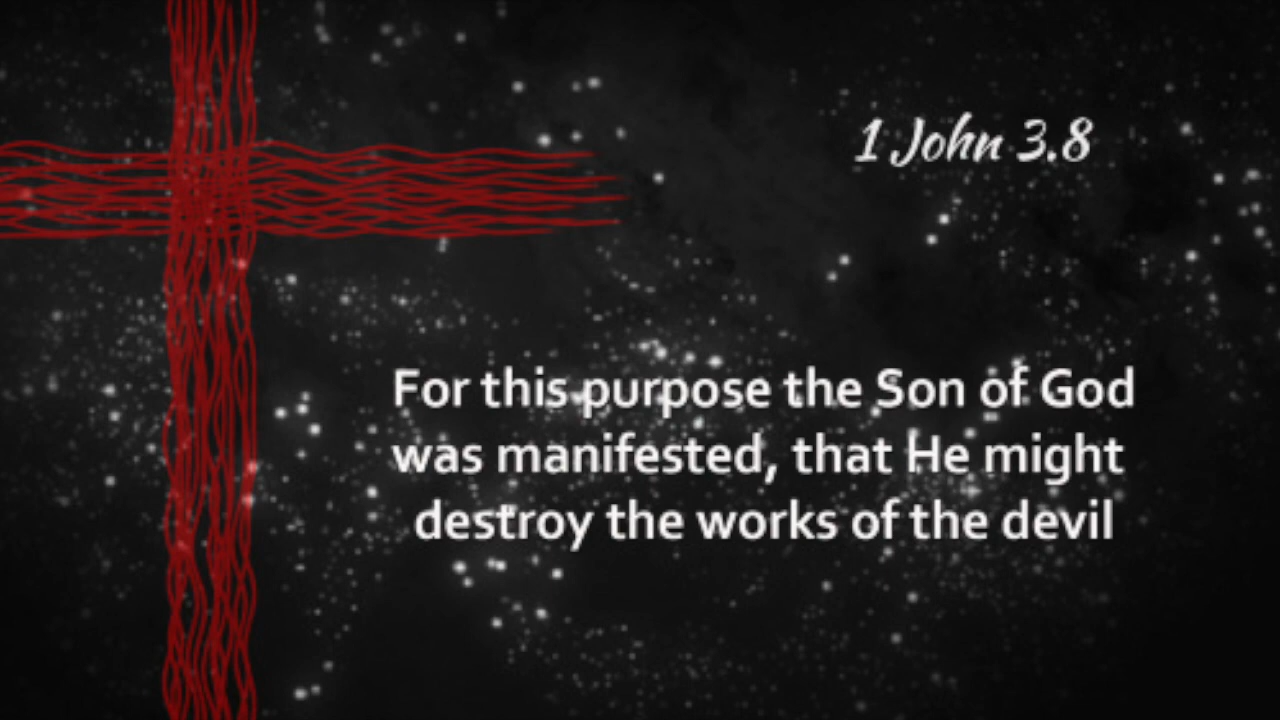 1 John 3.8
For this purpose the Son of God
was manifested, that He might
destroy the works of the devil